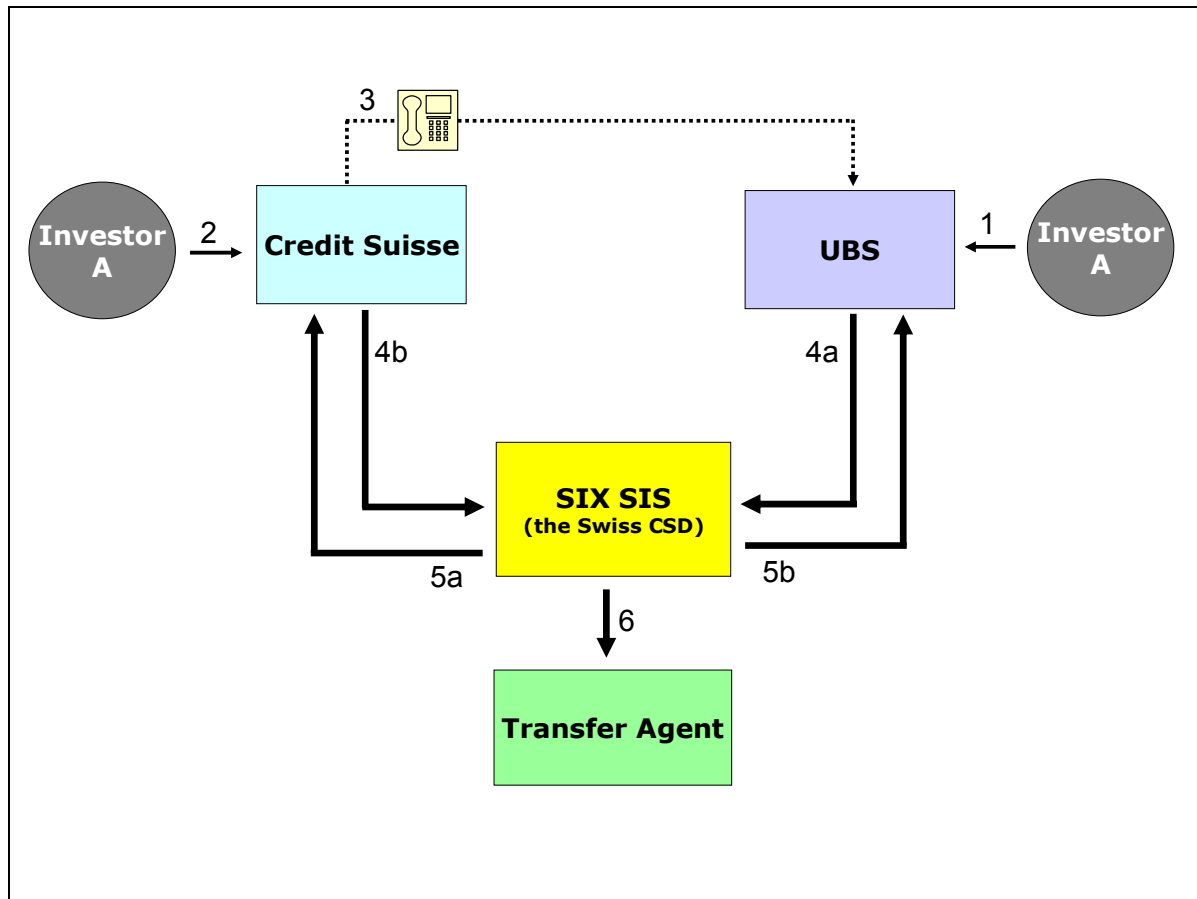 3
Investor
A
2
Credit Suisse
UBS
1
Investor
A
4b
4a
SIX SIS
(the Swiss CSD)
5a
5b
6
Transfer Agent